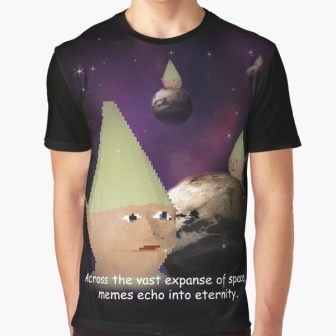 Across the vast expanse of space,
memes echo into eternity.